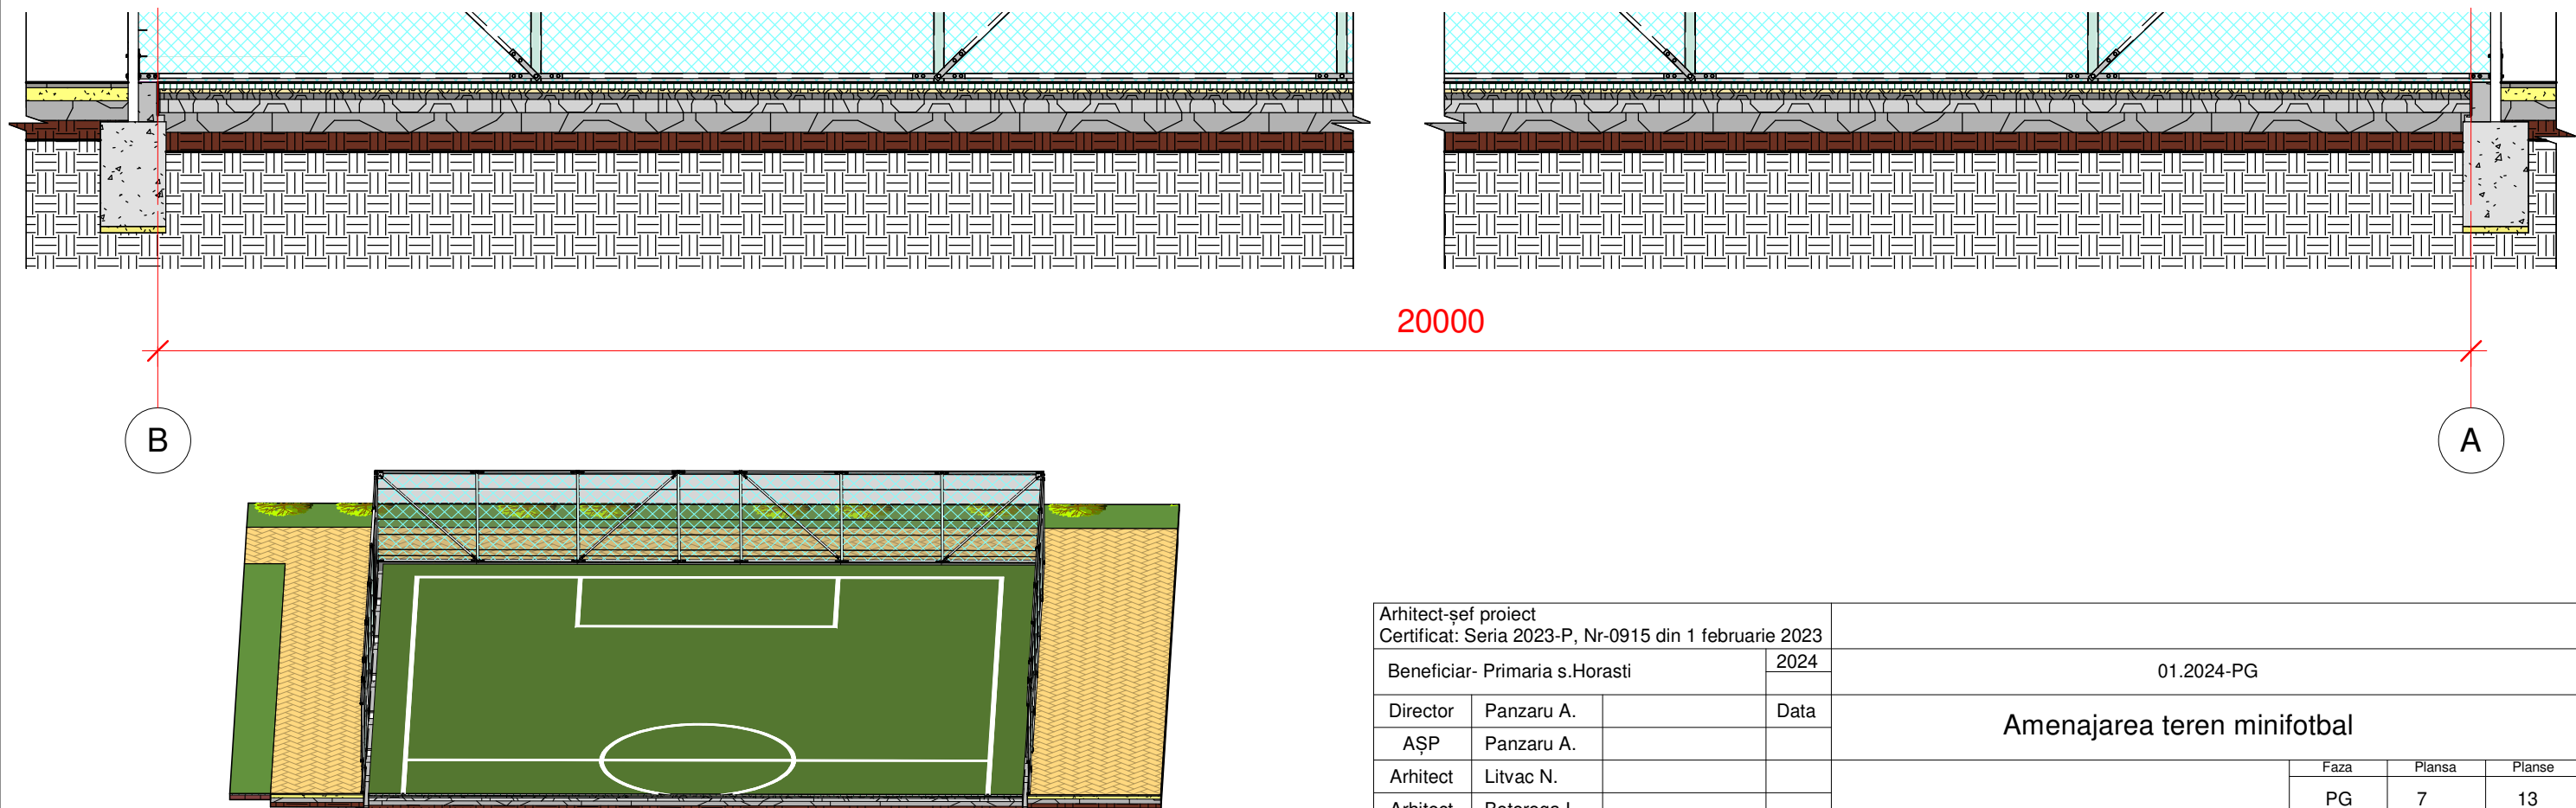 20000
B
A
Arhitect-șef proiect
Certificat: Seria 2023-P, Nr-0915 din 1 februarie 2023
Beneficiar- Primaria s.Horasti
2024
01.2024-PG
Director Panzaru A. Data
Amenajarea teren minifotbal
AȘP Panzaru A.
Arhitect Litvac N.
Faza Plansa Planse
PG 7 13
Arhitect